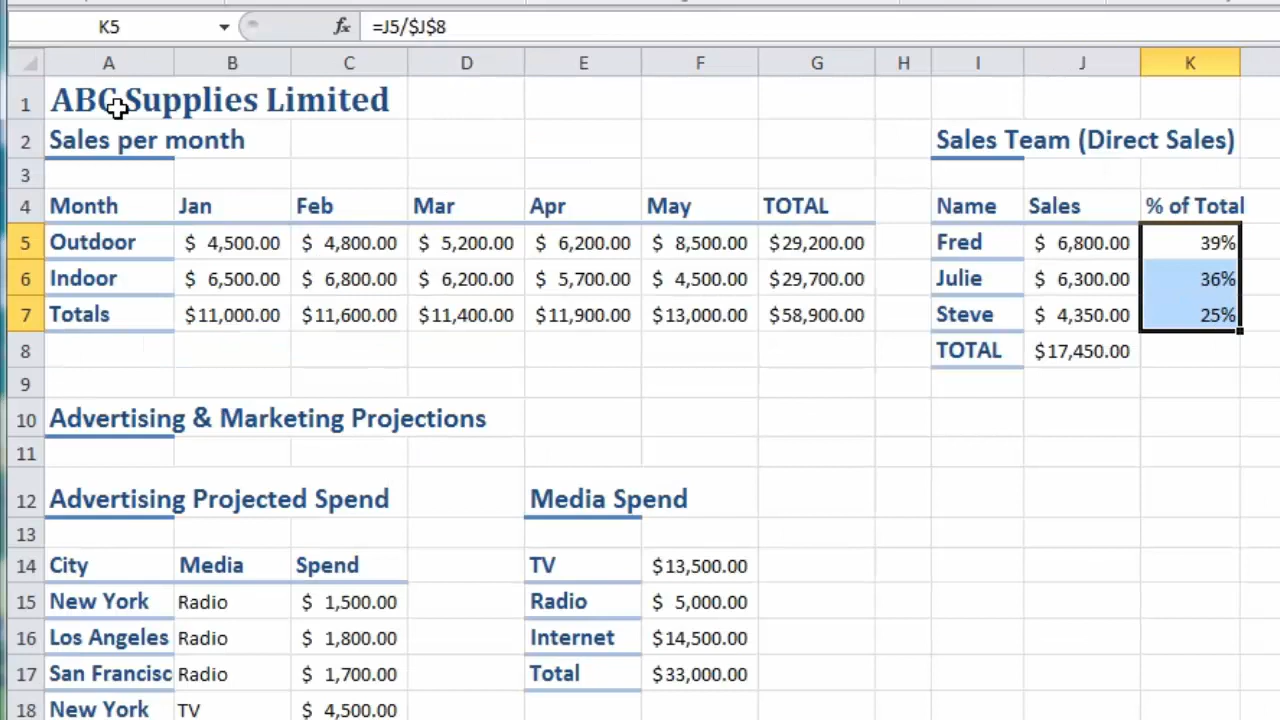 K5 fx =J5/$J$8
A B C D E F G H I J K
1 ABC Supplies Limited
2 Sales per month Sales Team (Direct Sales)
3
4 Month Jan Feb Mar Apr May TOTAL Name Sales % of Total
5 Outdoor $ 4,500.00 $ 4,800.00 $ 5,200.00 $ 6,200.00 $ 8,500.00 $29,200.00 Fred $ 6,800.00 39%
6 Indoor $ 6,500.00 $ 6,800.00 $ 6,200.00 $ 5,700.00 $ 4,500.00 $29,700.00 Julie $ 6,300.00 36%
7 Totals $11,000.00 $11,600.00 $11,400.00 $11,900.00 $13,000.00 $58,900.00 Steve $ 4,350.00 25%
8 TOTAL $17,450.00
9
10 Advertising & Marketing Projections
11
12 Advertising Projected Spend Media Spend
13
14 City Media Spend TV $13,500.00
15 New York Radio $ 1,500.00 Radio $ 5,000.00
16 Los Angeles Radio $ 1,800.00 Internet $14,500.00
17 San Francisc Radio $ 1,700.00 Total $33,000.00
18 New York TV $ 4,500.00